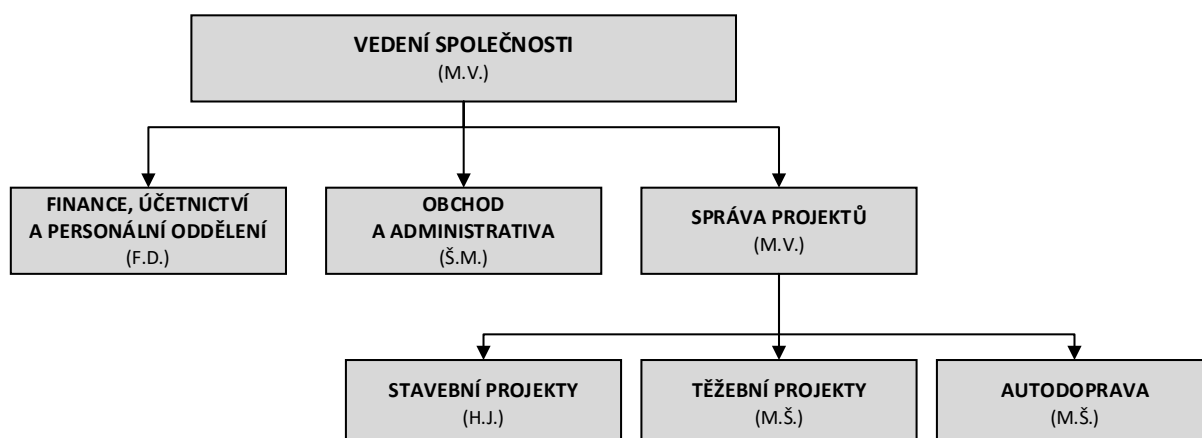 VEDENÍ SPOLEČNOSTI
(M.V.)
FINANCE, ÚČETNICTVÍ
A PERSONÁLNÍ ODDĚLENÍ
(F.D.)
OBCHOD
A ADMINISTRATIVA
(Š.M.)
SPRÁVA PROJEKTŮ
(M.V.)
STAVEBNÍ PROJEKTY
(H.J.)
TĚŽEBNÍ PROJEKTY
(M.Š.)
AUTODOPRAVA
(M.Š.)